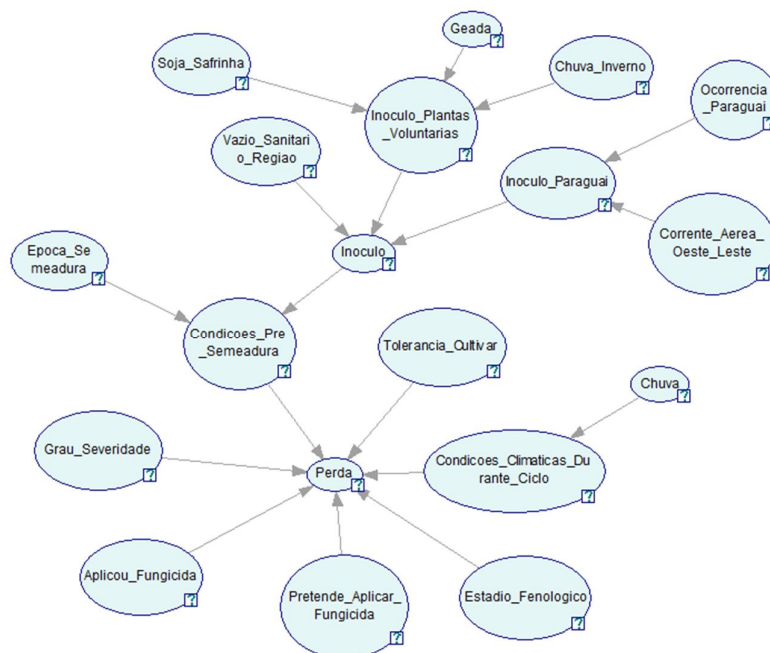 Geada
?
Soja_Safrinha
?
Chuva_Inverno
?
Ocorrencia
_Paraguai
?
Inoculo_Plantas
_Voluntarias
?
Vazio_Sanitari
o_Regiao
?
Inoculo_Paraguai
?
Corrente_Aerea_
Oeste_Leste
?
Inoculo
?
Epoca_Se
meadura
?
Condicoes_Pre
_Semeadura
?
Tolerancia_Cultivar
?
Chuva
?
Grau_Severidade
?
Perda
?
Condicoes_Climaticas_Du
rante_Ciclo
?
Aplicou_Fungicida
?
Pretende_Aplicar_
Fungicida
?
Estadio_Fenologico
?